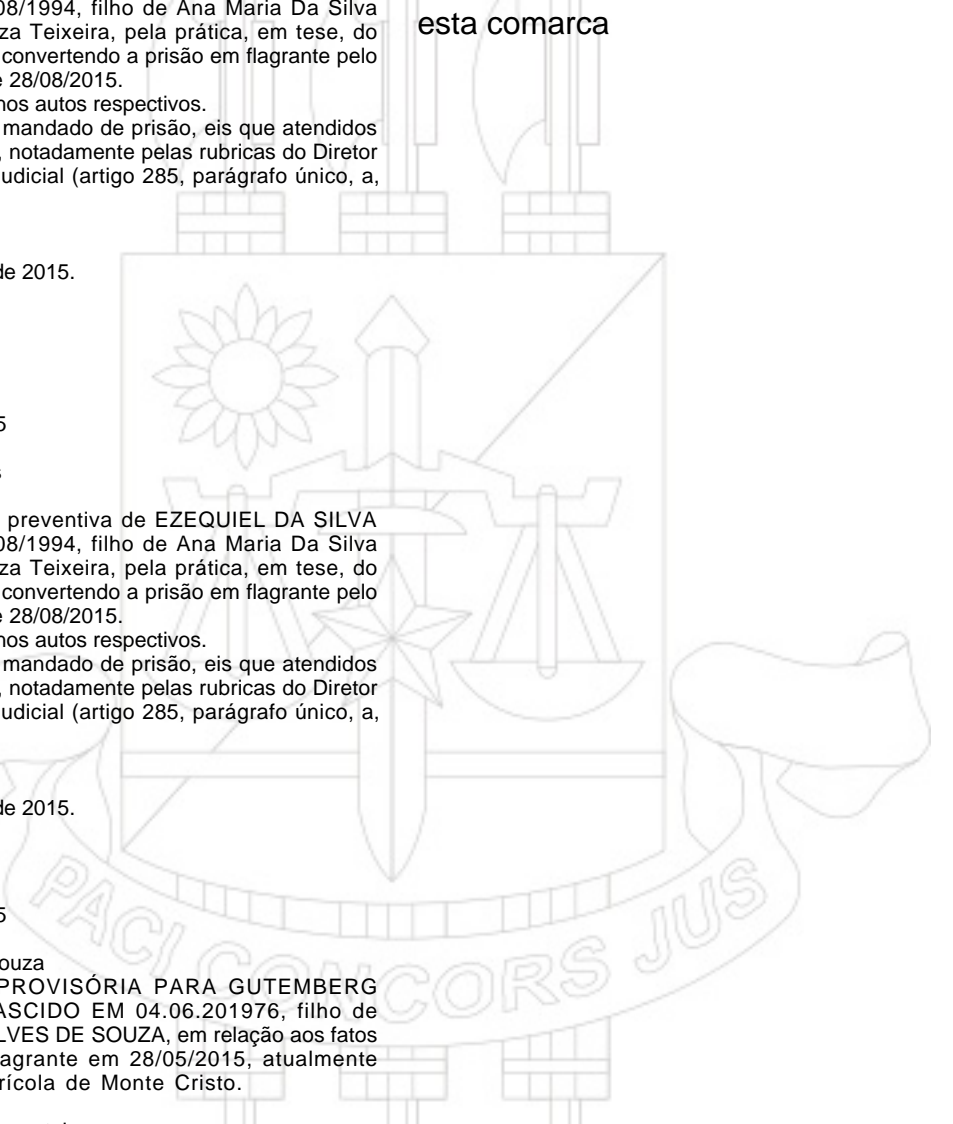 08/1994, filho de Ana Maria Da Silva
za Teixeira, pela prática, em tese, do
convertendo a prisão em flagrante pelo
e 28/08/2015.
nos autos respectivos.
mandado de prisão, eis que atendidos
, notadamente pelas rubricas do Diretor
udicial (artigo 285, parágrafo único, a,
de 2015.
5
s
preventiva de EZEQUIEL DA SILVA
08/1994, filho de Ana Maria Da Silva
za Teixeira, pela prática, em tese, do
convertendo a prisão em flagrante pelo
e 28/08/2015.
nos autos respectivos.
mandado de prisão, eis que atendidos
, notadamente pelas rubricas do Diretor
udicial (artigo 285, parágrafo único, a,
de 2015.
5
ouza
PROVISÓRIA PARA GUTEMBERG
ASCIDO EM 04.06.201976, filho de
LVES DE SOUZA, em relação aos fatos
agrante em 28/05/2015, atualmente
rícola de Monte Cristo.
esta comarca
PACI CONCORS JUS